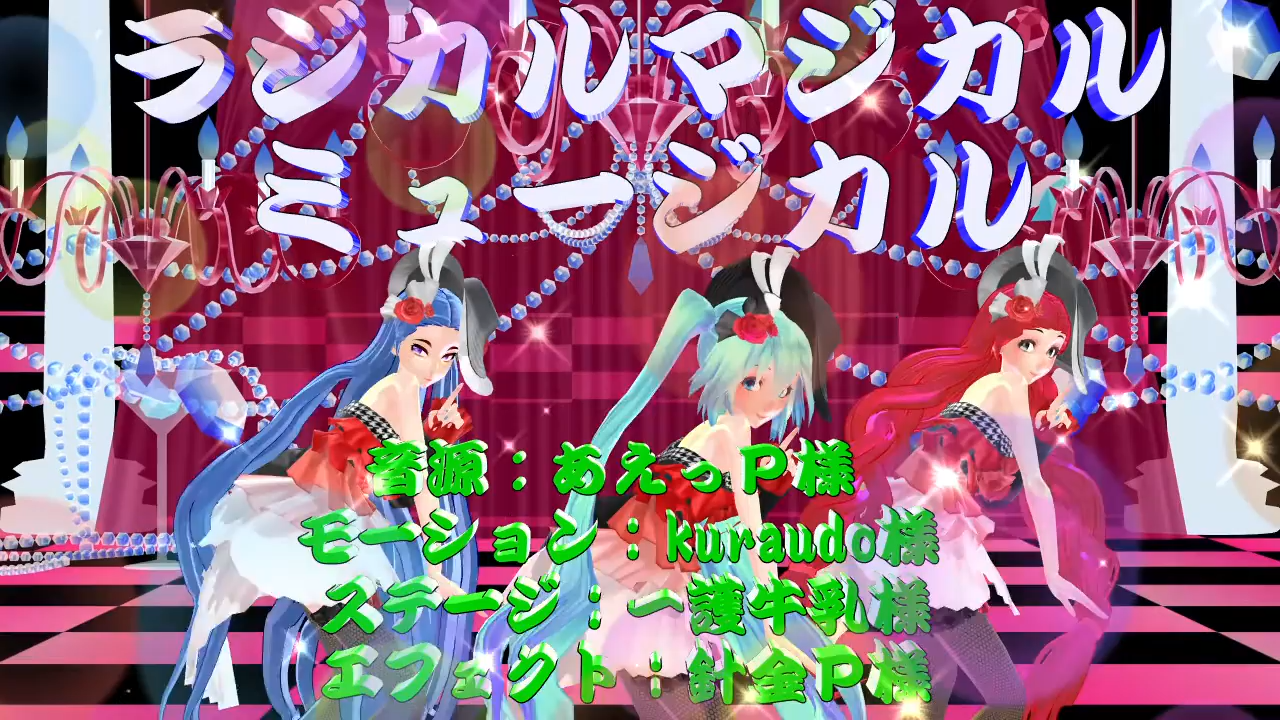 ラジカルマジカル
ミュージカル
音源：あえっP様
モーション：kuraudo様
ステージ：一護牛乳様
エフェクト：針金P様